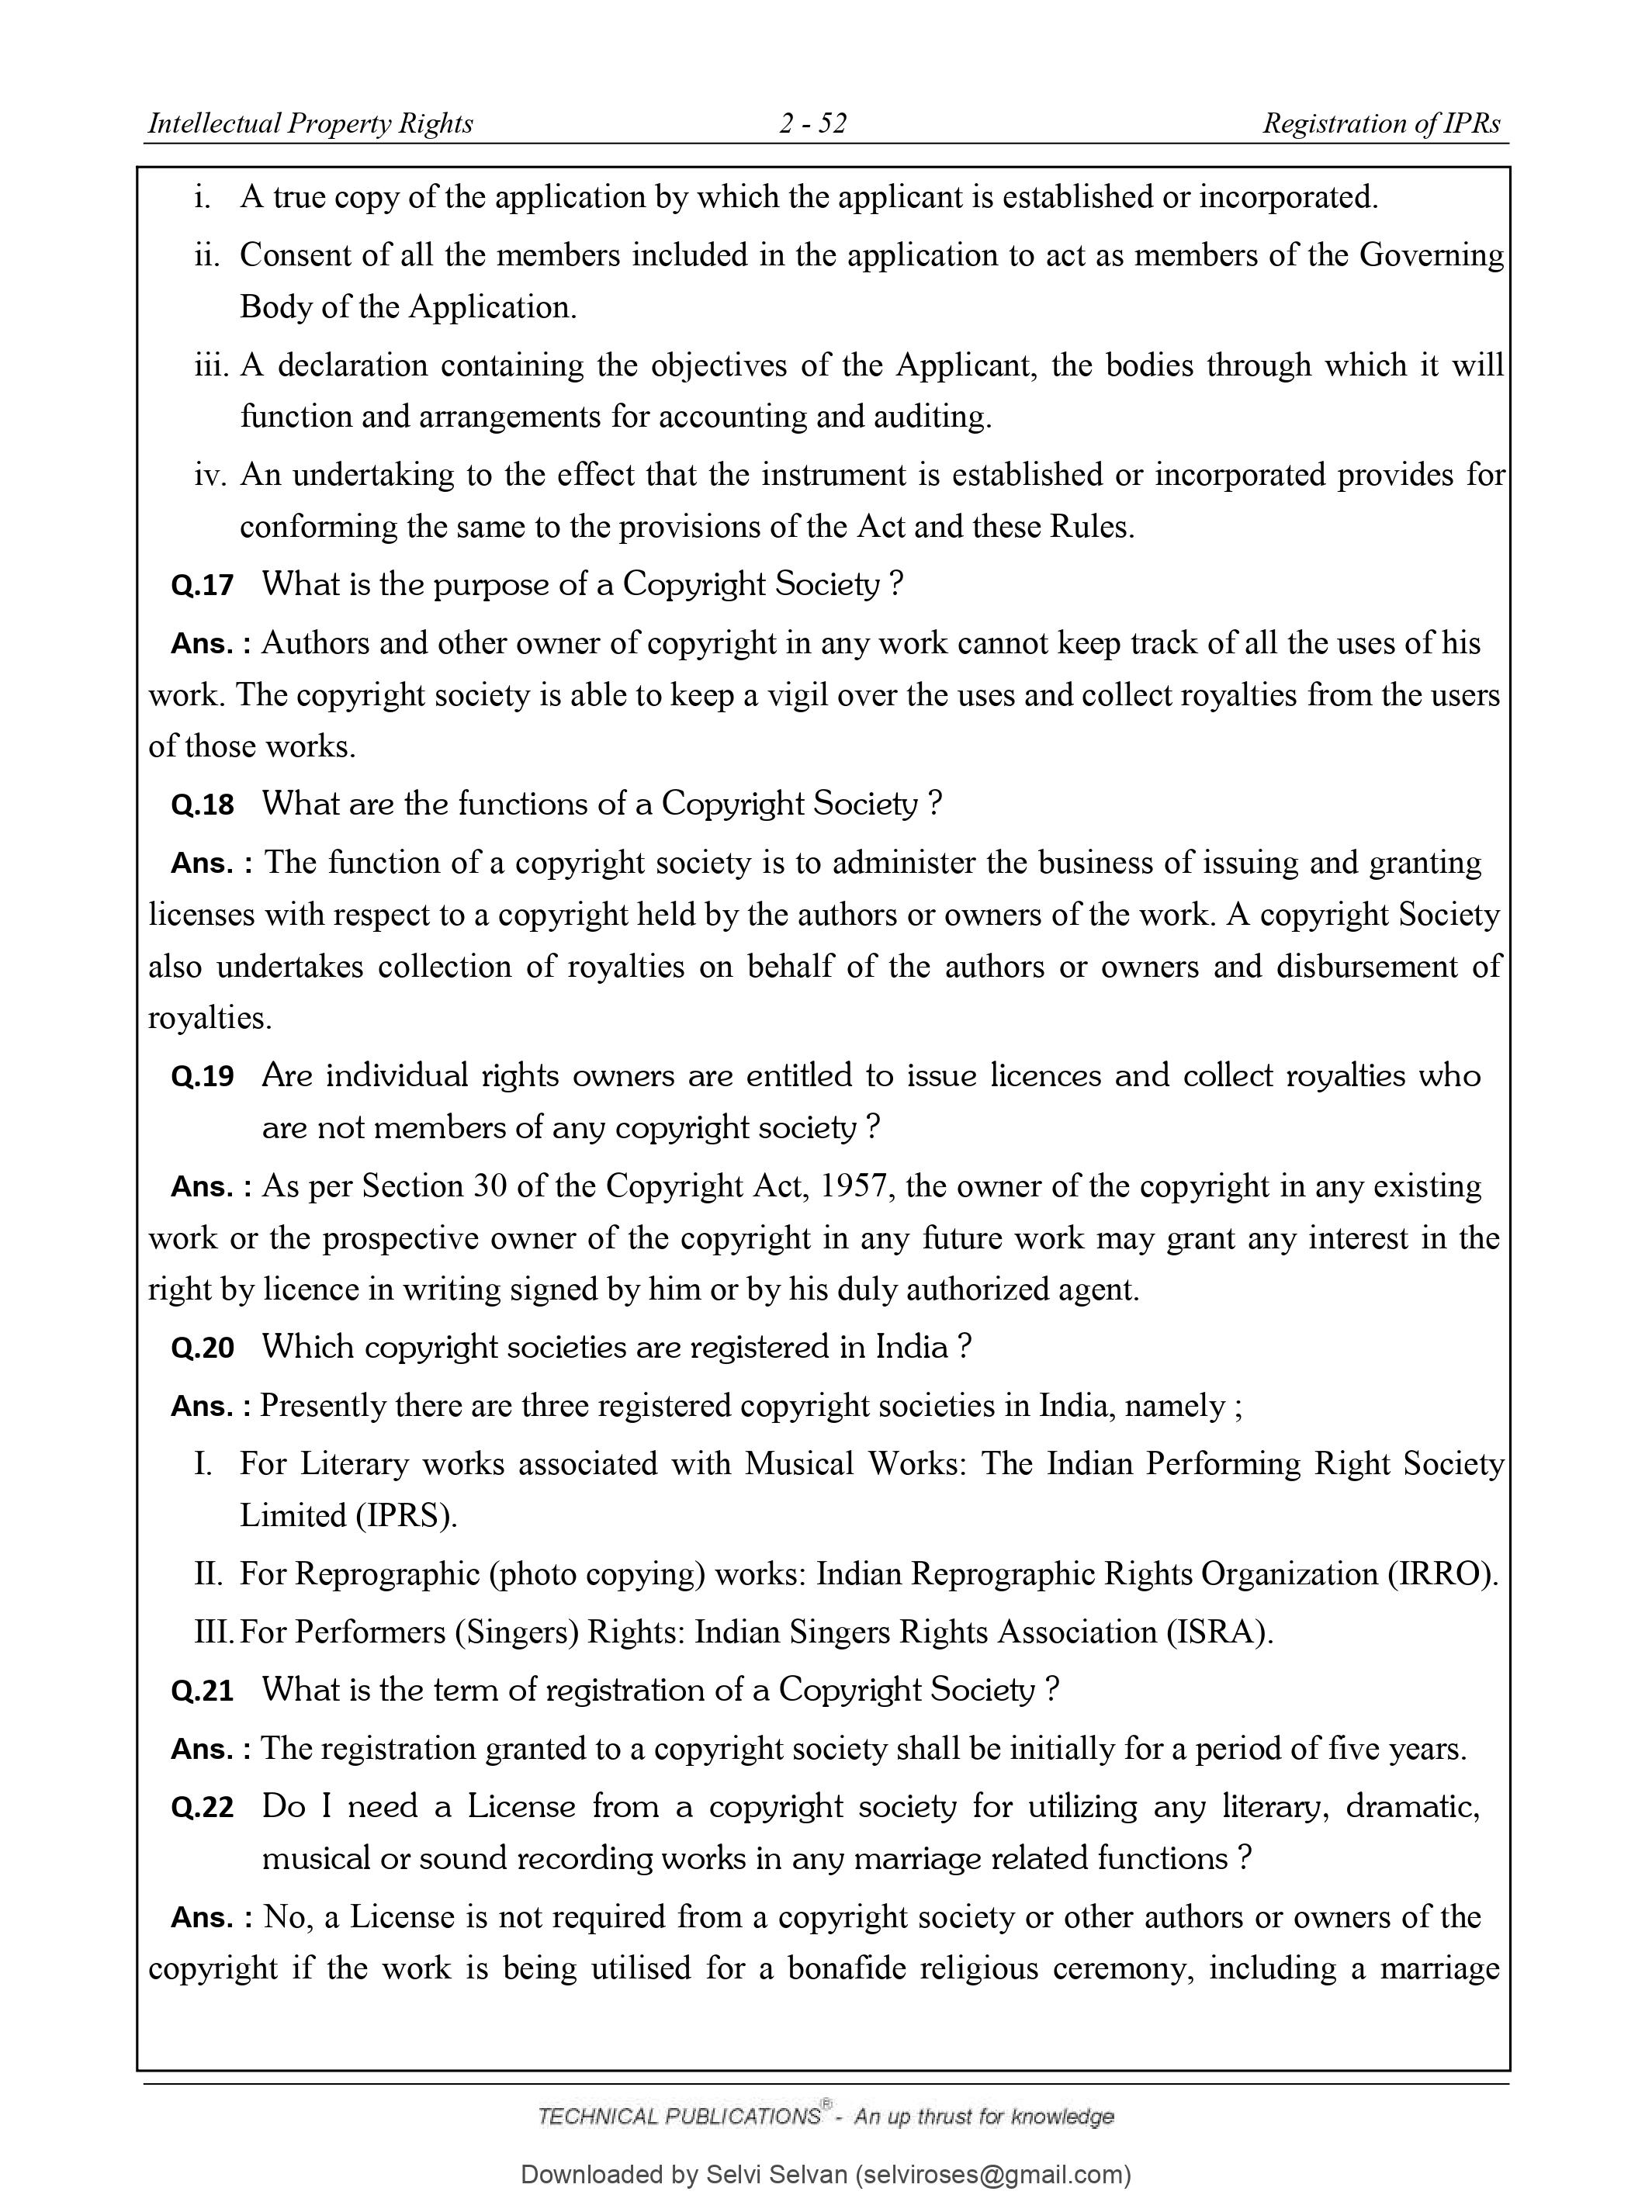 Intellectual Property Rights 2 - 52 Registration of IPRs
i. A true copy of the application by which the applicant is established or incorporated.
ii. Consent of all the members included in the application to act as members of the Governing
Body of the Application.
iii. A declaration containing the objectives of the Applicant, the bodies through which it will
function and arrangements for accounting and auditing.
iv. An undertaking to the effect that the instrument is established or incorporated provides for
conforming the same to the provisions of the Act and these Rules.
Q.17 What is the purpose of a Copyright Society ?
Ans. : Authors and other owner of copyright in any work cannot keep track of all the uses of his
work. The copyright society is able to keep a vigil over the uses and collect royalties from the users
of those works.
Q.18 What are the functions of a Copyright Society ?
Ans. : The function of a copyright society is to administer the business of issuing and granting
licenses with respect to a copyright held by the authors or owners of the work. A copyright Society
also undertakes collection of royalties on behalf of the authors or owners and disbursement of
royalties.
Q.19 Are individual rights owners are entitled to issue licences and collect royalties who
are not members of any copyright society ?
Ans. : As per Section 30 of the Copyright Act, 1957, the owner of the copyright in any existing
work or the prospective owner of the copyright in any future work may grant any interest in the
right by licence in writing signed by him or by his duly authorized agent.
Q.20 Which copyright societies are registered in India ?
Ans. : Presently there are three registered copyright societies in India, namely ;
I. For Literary works associated with Musical Works: The Indian Performing Right Society
Limited (IPRS).
II. For Reprographic (photo copying) works: Indian Reprographic Rights Organization (IRRO).
III. For Performers (Singers) Rights: Indian Singers Rights Association (ISRA).
Q.21 What is the term of registration of a Copyright Society ?
Ans. : The registration granted to a copyright society shall be initially for a period of five years.
Q.22 Do I need a License from a copyright society for utilizing any literary, dramatic,
musical or sound recording works in any marriage related functions ?
Ans. : No, a License is not required from a copyright society or other authors or owners of the
copyright if the work is being utilised for a bonafide religious ceremony, including a marriage
TECHNICAL PUBLICATIONS® - An up thrust for knowledge
Downloaded by Selvi Selvan (selviroses@gmail.com)